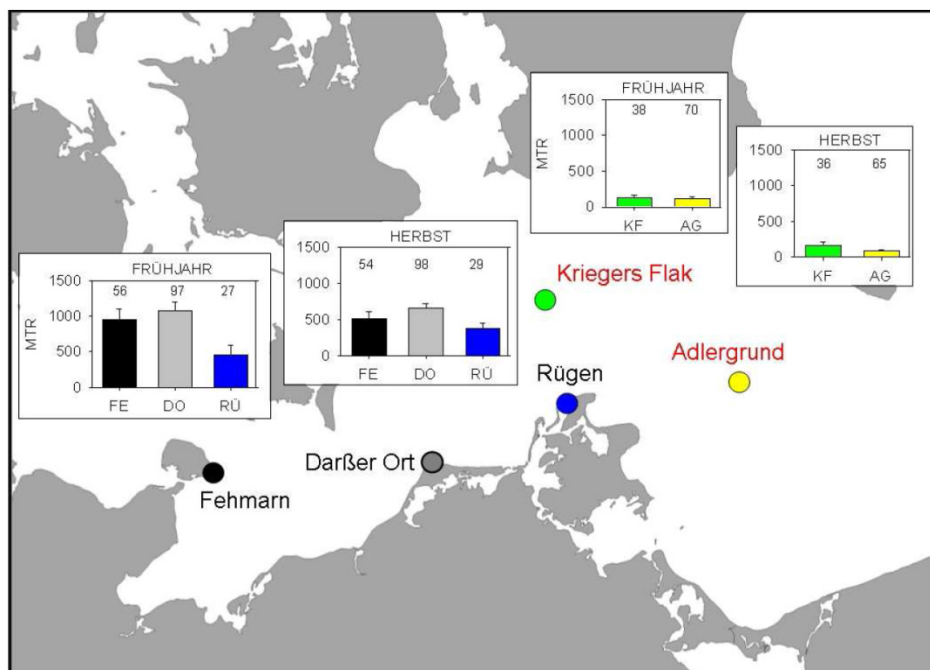 FRÜHJAHR
1500
38 70
1000
MTR
500
0
KF AG
HERBST
1500
36 65
1000
500
0
KF AG
HERBST
1500
54 98 29
1000
500
0
FE DO RÜ
FRÜHJAHR
1500
56 97 27
1000
MTR
500
0
FE DO RÜ
Kriegers Flak
Adlergrund
Rügen
Darßer Ort
Fehmarn